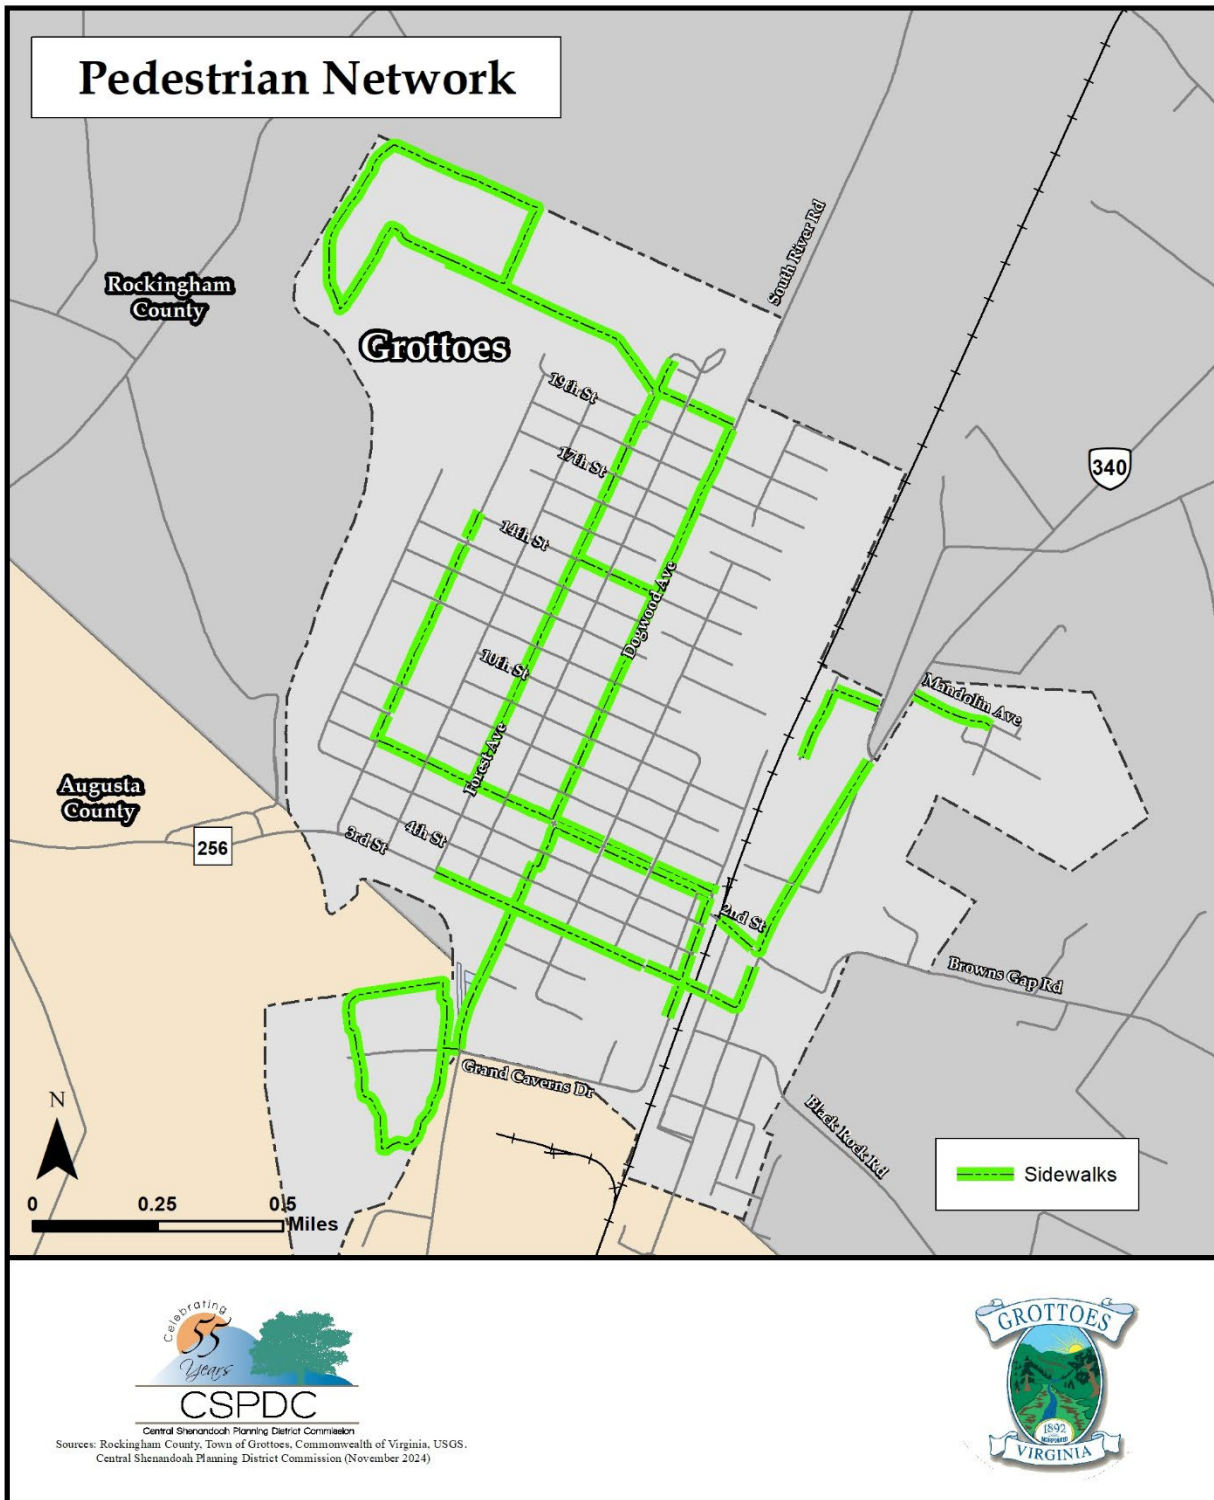 Pedestrian Network
South River Rd
Rockingham
County
Grottoes
19th St
17th St
340
14th St
Dogwood Ave
10th St
Mandolin Ave
Forest Ave
Augusta
County
256
3rd St
4th St
2nd St
Browns Gap Rd
Grand Caverns Dr
Black Rock Rd
N
0 0.25 0.5
Miles
Sidewalks
Celebrating
55
Years
CSPDC
Central Shenandoah Planning District Commission
Sources: Rockingham County, Town of Grottoes, Commonwealth of Virginia, USGS.
Central Shenandoah Planning District Commission (November 2024)
GROTTOES
1892
VIRGINIA